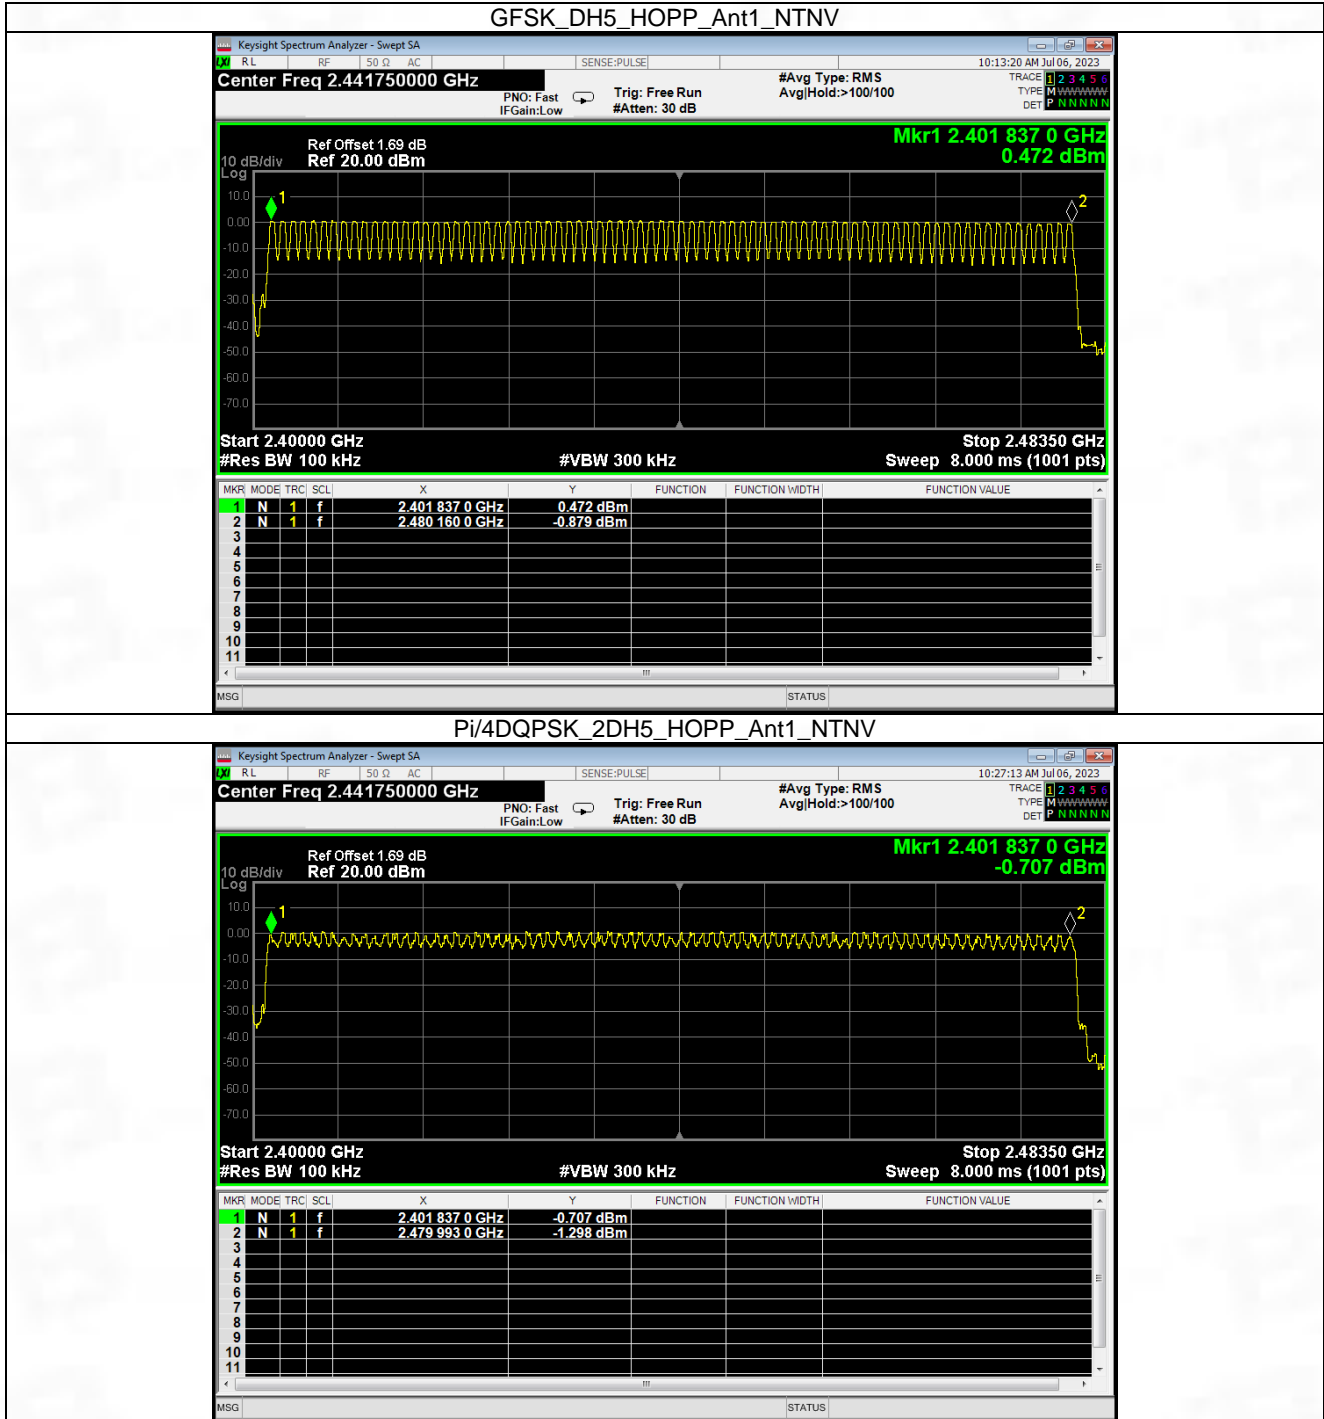 GFSK_DH5_HOPP_Ant1_NTNV
Keysight Spectrum Analyzer - Swept SA
LXI RL RF 50 Ω AC SENSE:PULSE 10:13:20 AM Jul 06, 2023
Center Freq 2.441750000 GHz #Avg Type: RMS TRACE 1 2 3 4 5 6
PNO: Fast Trig: Free Run Avg|Hold:>100/100 TYPE M WWWWW
IFGain:Low #Atten: 30 dB DET P N N N N N
Mkr1 2.401 837 0 GHz
Ref Offset 1.69 dB
10 dB/div Ref 20.00 dBm 0.472 dBm
Log
10.0
1
2
0.00
-10.0
-20.0
-30.0
-40.0
-50.0
-60.0
-70.0
Start 2.40000 GHz Stop 2.48350 GHz
#Res BW 100 kHz #VBW 300 kHz Sweep 8.000 ms (1001 pts)
MKR MODE TRC SCL X Y FUNCTION FUNCTION WIDTH FUNCTION VALUE
1 N 1 f 2.401 837 0 GHz 0.472 dBm
2 N 1 f 2.480 160 0 GHz -0.879 dBm
3
4
5
6
7
8
9
10
11
MSG STATUS
Pi/4DQPSK_2DH5_HOPP_Ant1_NTNV
Keysight Spectrum Analyzer - Swept SA
LXI RL RF 50 Ω AC SENSE:PULSE 10:27:13 AM Jul 06, 2023
Center Freq 2.441750000 GHz #Avg Type: RMS TRACE 1 2 3 4 5 6
PNO: Fast Trig: Free Run Avg|Hold:>100/100 TYPE M WWWWW
IFGain:Low #Atten: 30 dB DET P N N N N N
Mkr1 2.401 837 0 GHz
Ref Offset 1.69 dB
10 dB/div Ref 20.00 dBm -0.707 dBm
Log
10.0
1
2
0.00
-10.0
-20.0
-30.0
-40.0
-50.0
-60.0
-70.0
Start 2.40000 GHz Stop 2.48350 GHz
#Res BW 100 kHz #VBW 300 kHz Sweep 8.000 ms (1001 pts)
MKR MODE TRC SCL X Y FUNCTION FUNCTION WIDTH FUNCTION VALUE
1 N 1 f 2.401 837 0 GHz -0.707 dBm
2 N 1 f 2.479 993 0 GHz -1.298 dBm
3
4
5
6
7
8
9
10
11
MSG STATUS